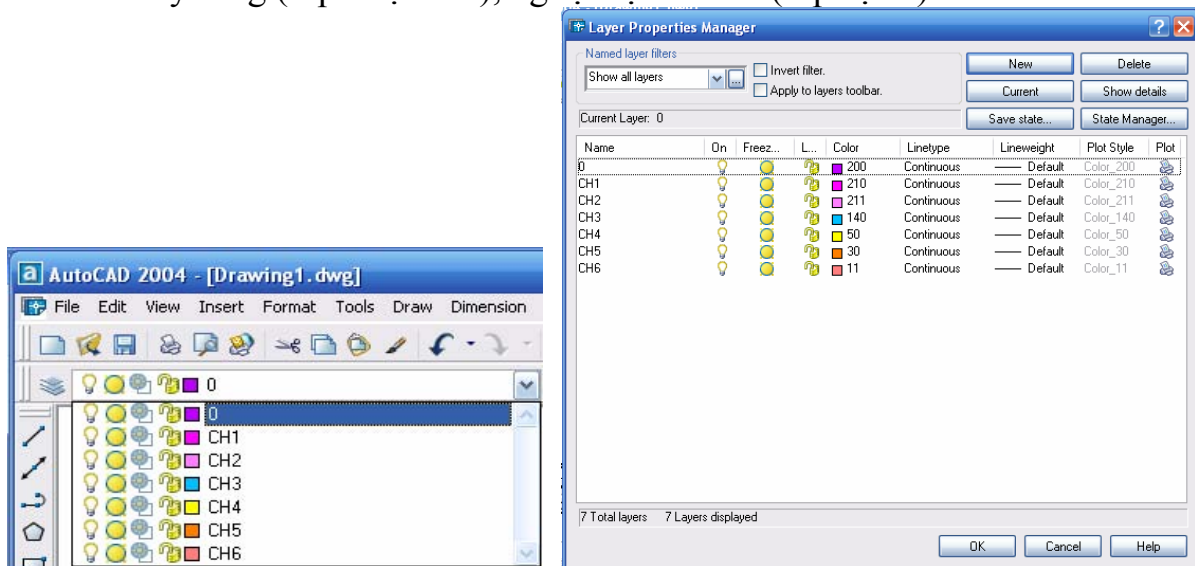 Layer Properties Manager
Named layer filters
Show all layers
...
Invert filter.
Apply to layers toolbar.
New
Delete
Current
Show details
Current Layer: 0
Save state...
State Manager...
Name On Freez... L... Color Linetype Lineweight Plot Style Plot
0 200 Continuous Default Color_200
CH1 210 Continuous Default Color_210
CH2 211 Continuous Default Color_211
CH3 140 Continuous Default Color_140
CH4 50 Continuous Default Color_50
CH5 30 Continuous Default Color_30
CH6 11 Continuous Default Color_11
7 Total layers 7 Layers displayed
OK Cancel Help
AutoCAD 2004 - [Drawing1.dwg]
File Edit View Insert Format Tools Draw Dimension
0
0
CH1
CH2
CH3
CH4
CH5
CH6